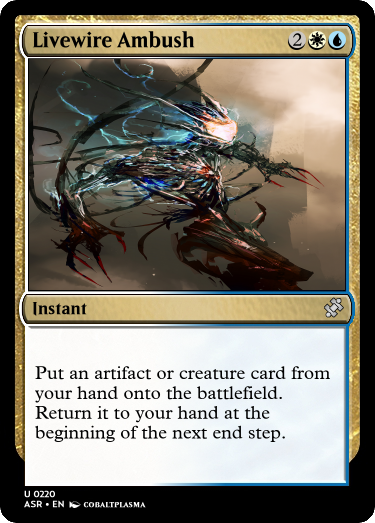 Livewire Ambush 2
Instant
Put an artifact or creature card from
your hand onto the battlefield.
Return it to your hand at the
beginning of the next end step.
U 0220
ASR • EN COBALTPLASMA